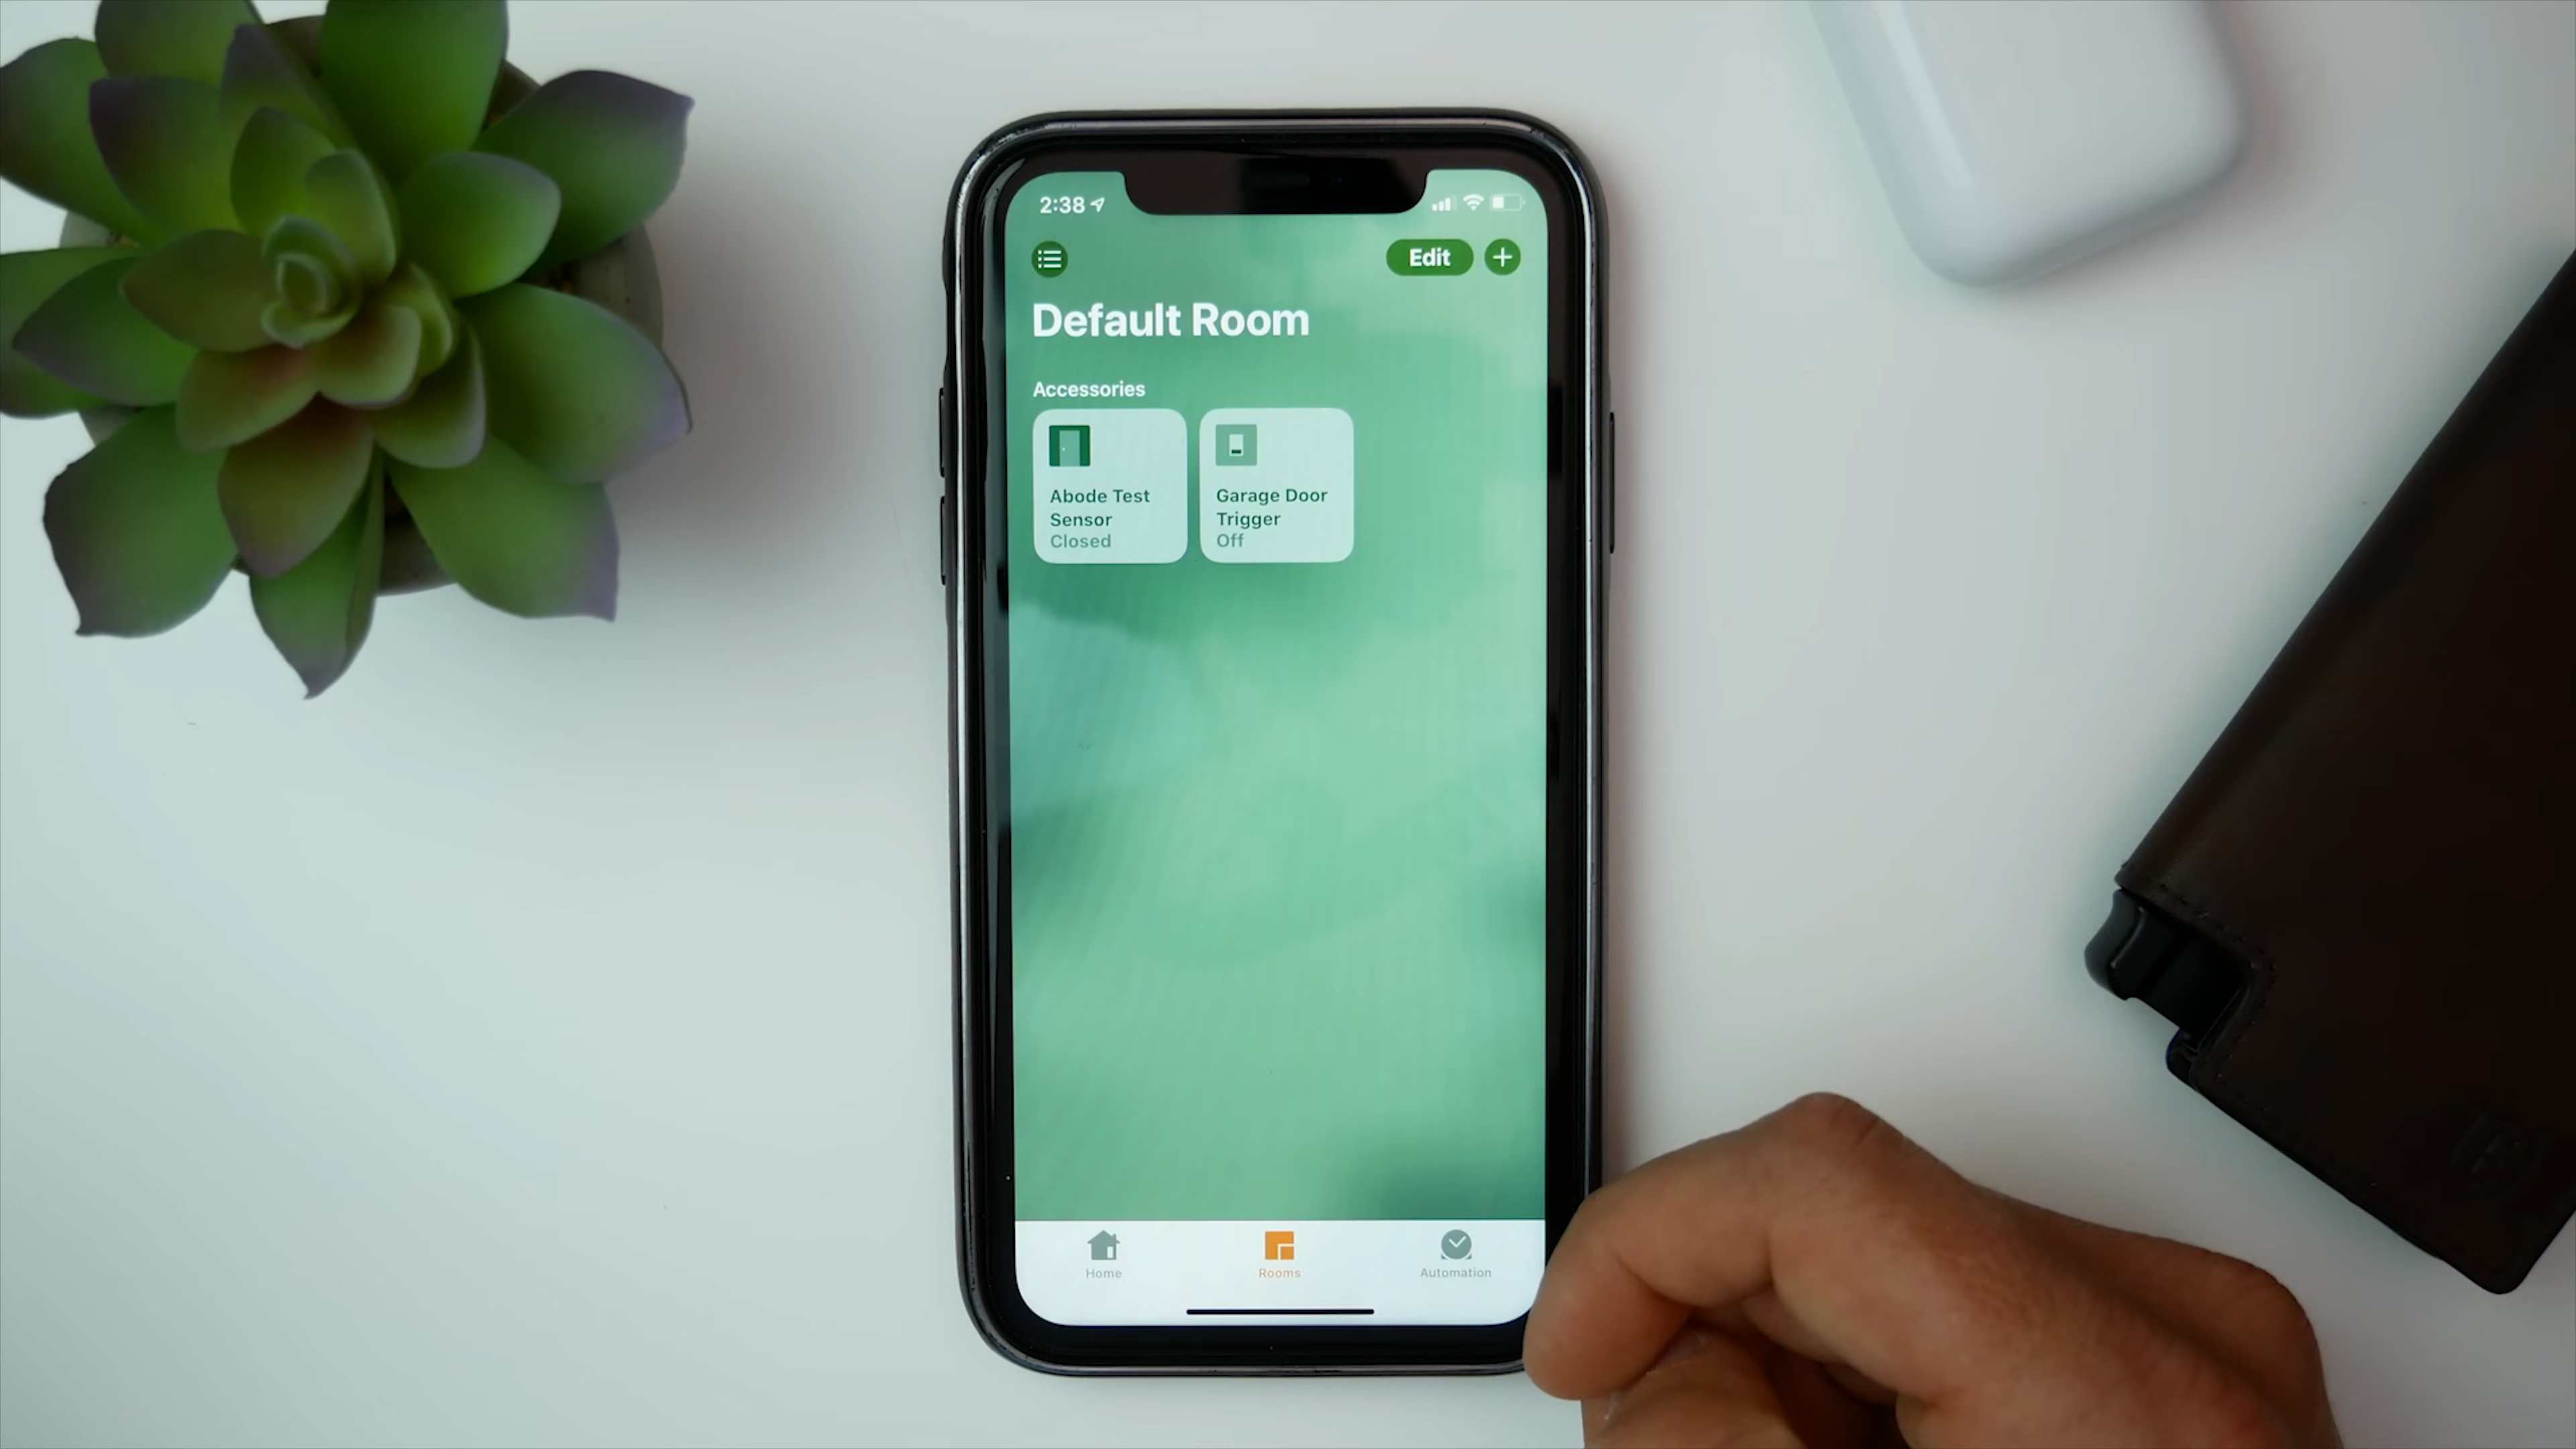 2:38
Edit
Default Room
Accessories
Abode Test
Sensor
Closed
Garage Door
Trigger
Off
Home
Rooms
Automation